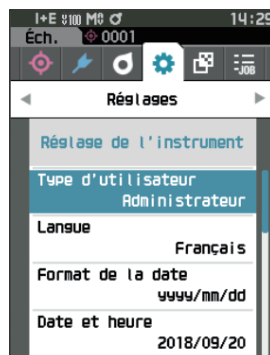 I+E M0 14:29
Éch. 0001
-JOB
Réglages
Réglage de l'instrument
Type d'utilisateur
Administrateur
Langue
Français
Format de la date
yyyy/mm/dd
Date et heure
2018/09/20